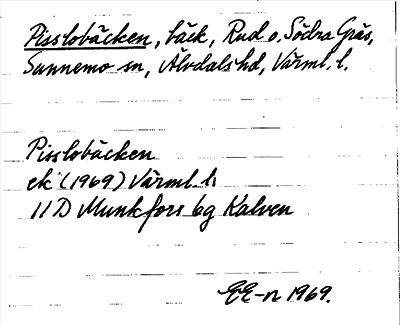 Pisslobäcken, bäck, Rud o. Södra Gräs,
Sunnemo sn, Älvdals hd, Värml. l.
Pisslobäcken
ek (1969) Värml. l.
11 D Munkfors 6g Kalven
EE-n 1969.